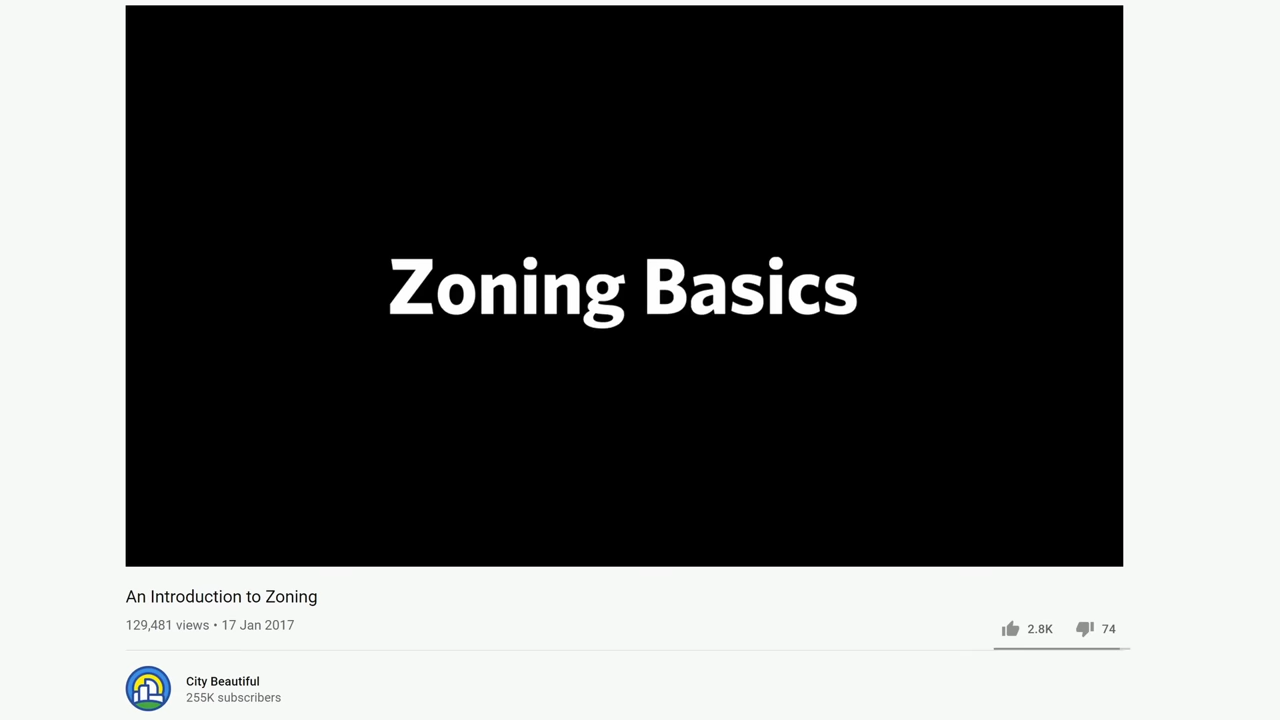 Zoning Basics
An Introduction to Zoning
129,481 views • 17 Jan 2017
2.8K 74
City Beautiful
255K subscribers